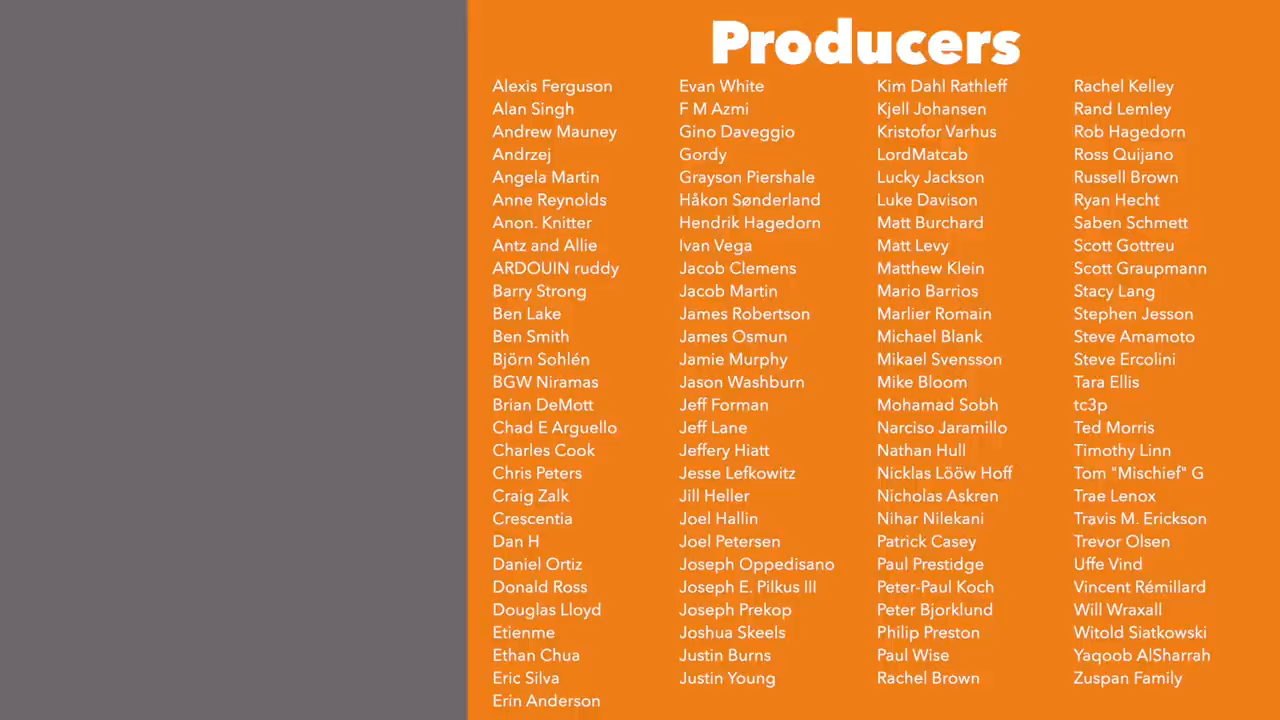 Producers
Alexis Ferguson
Alan Singh
Andrew Mauney
Andrzej
Angela Martin
Anne Reynolds
Anon. Knitter
Antz and Allie
ARDOUIN ruddy
Barry Strong
Ben Lake
Ben Smith
Björn Sohlén
BGW Niramas
Brian DeMott
Chad E Arguello
Charles Cook
Chris Peters
Craig Zalk
Crescentia
Dan H
Daniel Ortiz
Donald Ross
Douglas Lloyd
Etienme
Ethan Chua
Eric Silva
Erin Anderson
Evan White
F M Azmi
Gino Daveggio
Gordy
Grayson Piershale
Håkon Sønderland
Hendrik Hagedorn
Ivan Vega
Jacob Clemens
Jacob Martin
James Robertson
James Osmun
Jamie Murphy
Jason Washburn
Jeff Forman
Jeff Lane
Jeffery Hiatt
Jesse Lefkowitz
Jill Heller
Joel Hallin
Joel Petersen
Joseph Oppedisano
Joseph E. Pilkus III
Joseph Prekop
Joshua Skeels
Justin Burns
Justin Young
Kim Dahl Rathleff
Kjell Johansen
Kristofor Varhus
LordMatcab
Lucky Jackson
Luke Davison
Matt Burchard
Matt Levy
Matthew Klein
Mario Barrios
Marlier Romain
Michael Blank
Mikael Svensson
Mike Bloom
Mohamad Sobh
Narciso Jaramillo
Nathan Hull
Nicklas Lööw Hoff
Nicholas Askren
Nihar Nilekani
Patrick Casey
Paul Prestidge
Peter-Paul Koch
Peter Bjorklund
Philip Preston
Paul Wise
Rachel Brown
Rachel Kelley
Rand Lemley
Rob Hagedorn
Ross Quijano
Russell Brown
Ryan Hecht
Saben Schmett
Scott Gottreu
Scott Graupmann
Stacy Lang
Stephen Jesson
Steve Amamoto
Steve Ercolini
Tara Ellis
tc3p
Ted Morris
Timothy Linn
Tom "Mischief" G
Trae Lenox
Travis M. Erickson
Trevor Olsen
Uffe Vind
Vincent Rémillard
Will Wraxall
Witold Siatkowski
Yaqoob AlSharrah
Zuspan Family